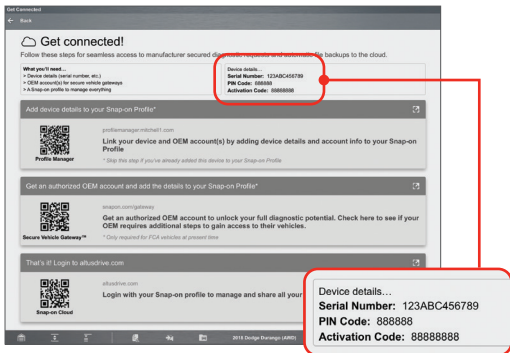 Get Connected
Back
Get connected!
Follow these steps for seamless access to manufacturer secured diagnostic requests and automatic file backups to the cloud.
What you'll need…
> Device details (serial number, etc.)
> OEM account(s) for secure vehicle gateways
> A Snap-on profile to manage everything
Device details…
Serial Number: 123ABC456789
PIN Code: 888888
Activation Code: 88888888
Add device details to your Snap-on Profile*
profilemanager.mitchell1.com
Link your device and OEM account(s) by adding device details and account info to your Snap-on
Profile
* Skip this step if you've already added this device to your Snap-on Profile
Profile Manager
Get an authorized OEM account and add the details to your Snap-on Profile*
snapon.com/gateway
Get an authorized OEM account to unlock your full diagnostic potential. Check here to see if your
OEM requires additional steps to gain access to their vehicles.
* Only required for FCA vehicles at present time
Secure Vehicle Gateway™
That's it! Login to altusdrive.com
altusdrive.com
Login with your Snap-on profile to manage and share all your
Snap-on Cloud
2015 Dodge Durango (AWD)
Device details…
Serial Number: 123ABC456789
PIN Code: 888888
Activation Code: 88888888